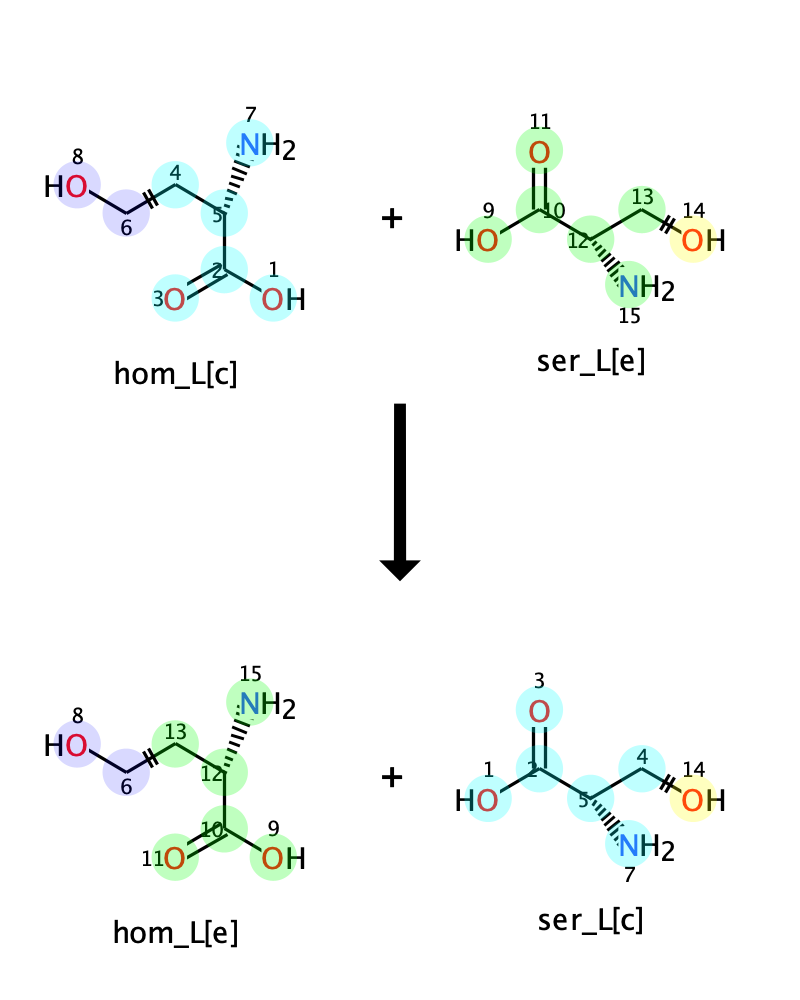 7
8 NH2
HO 4
6 5
2 1
3O OH
hom_L[c]
+
11
O
9 10 13 14
HO 12 OH
NH2
15
ser_L[e]
15
8 NH2
HO 13
6 12
10 9
11O OH
hom_L[e]
+
3
O
1 2 4 14
HO 5 OH
NH2
7
ser_L[c]